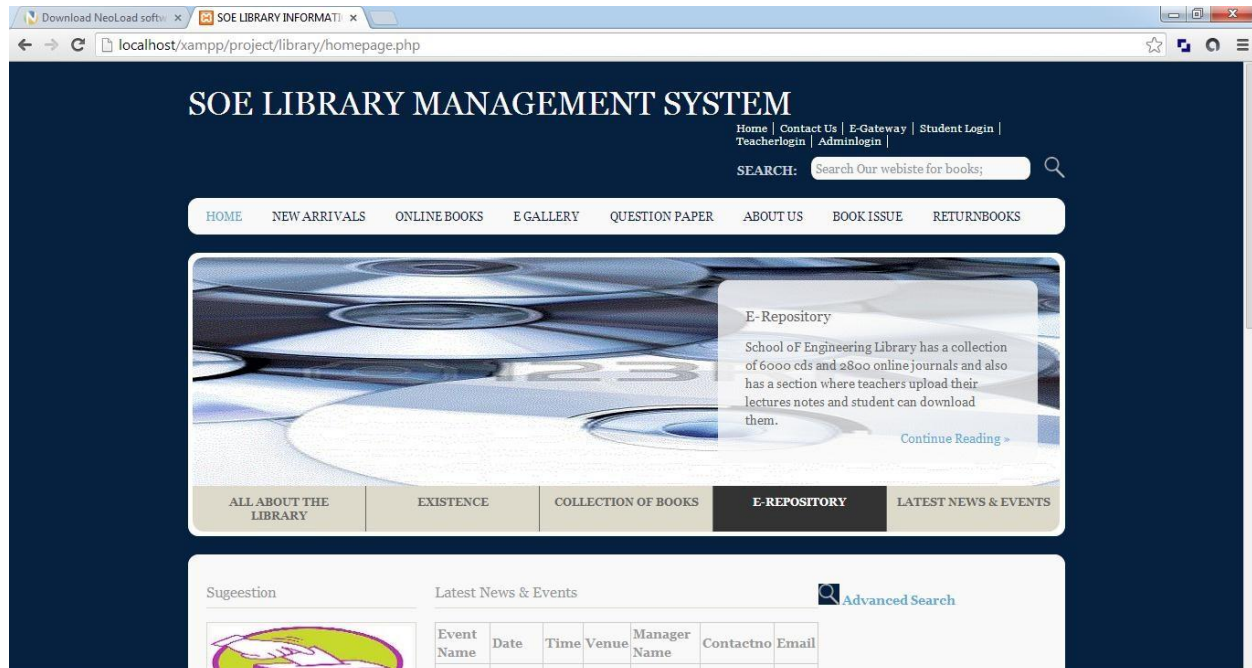 Download NeoLoad softw
SOE LIBRARY INFORMATI
localhost/xampp/project/library/homepage.php
SOE LIBRARY MANAGEMENT SYSTEM
Home | Contact Us | E-Gateway | Student Login |
Teacherlogin | Adminlogin |
SEARCH: Search Our webiste for books;
HOME NEW ARRIVALS ONLINE BOOKS E GALLERY QUESTION PAPER ABOUT US BOOK ISSUE RETURNBOOKS
E-Repository
School oF Engineering Library has a collection
of 6000 cds and 2800 online journals and also
has a section where teachers upload their
lectures notes and student can download
them.
Continue Reading »
ALL ABOUT THE
LIBRARY
EXISTENCE
COLLECTION OF BOOKS
E-REPOSITORY
LATEST NEWS & EVENTS
Sugeestion
Latest News & Events
Advanced Search
Event Name Date Time Venue Manager Name Contactno Email